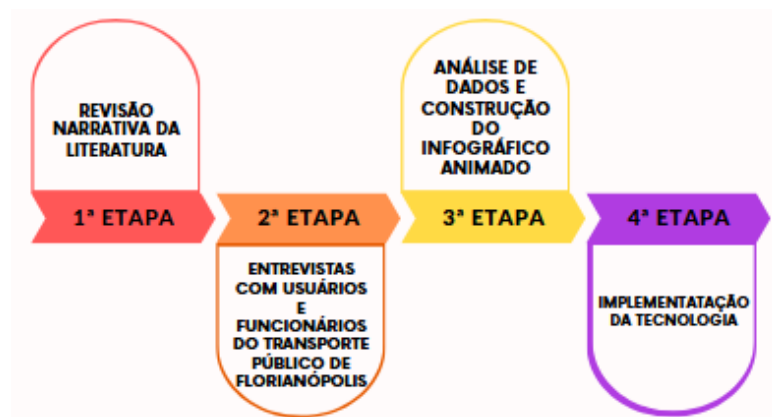 REVISÃO
NARRATIVA DA
LITERATURA
1ª ETAPA
2ª ETAPA
ENTREVISTAS
COM USUÁRIOS
E
FUNCIONÁRIOS
DO TRANSPORTE
PÚBLICO DE
FLORIANÓPOLIS
ANÁLISE DE
DADOS E
CONSTRUÇÃO
DO
INFOGRÁFICO
ANIMADO
3ª ETAPA
4ª ETAPA
IMPLEMENTATAÇÃO
DA TECNOLOGIA